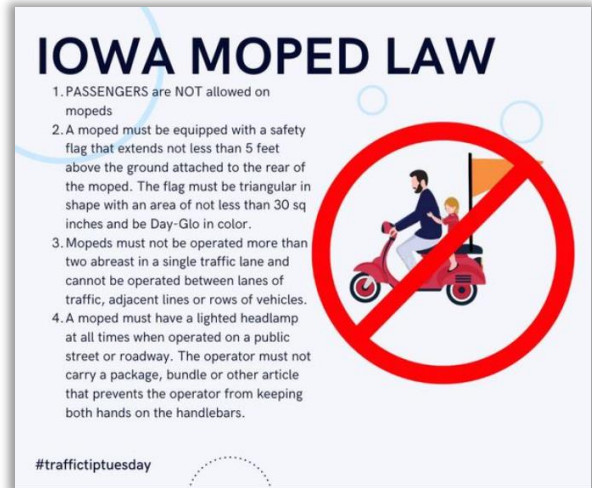 IOWA MOPED LAW
1. PASSENGERS are NOT allowed on
mopeds
2. A moped must be equipped with a safety
flag that extends not less than 5 feet
above the ground attached to the rear of
the moped. The flag must be triangular in
shape with an area of not less than 30 sq
inches and be Day-Glo in color.
3. Mopeds must not be operated more than
two abreast in a single traffic lane and
cannot be operated between lanes of
traffic, adjacent lines or rows of vehicles.
4. A moped must have a lighted headlamp
at all times when operated on a public
street or roadway. The operator must not
carry a package, bundle or other article
that prevents the operator from keeping
both hands on the handlebars.
#traffictiptuesday